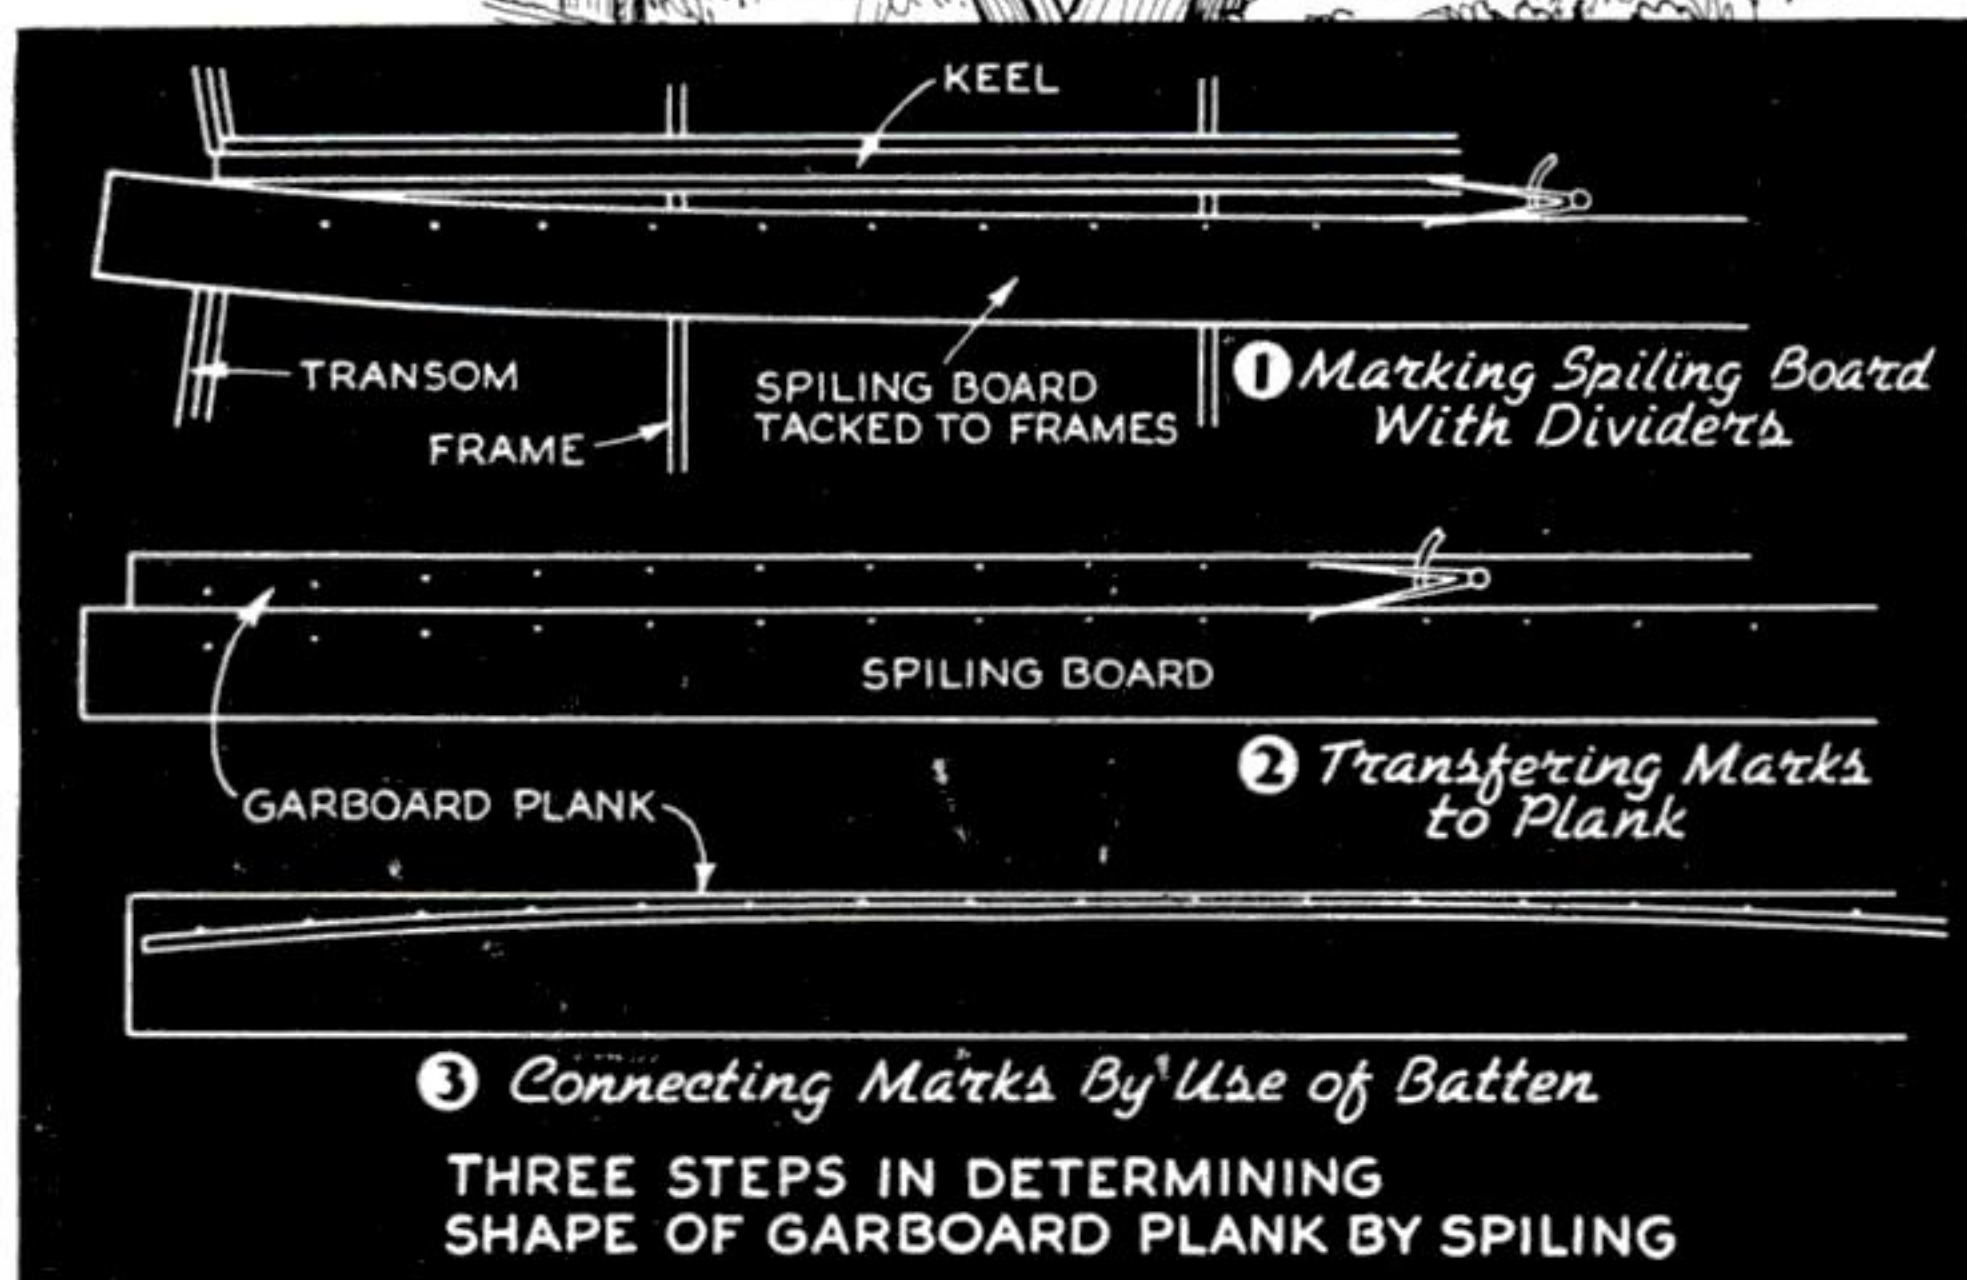 KEEL
TRANSOM
FRAME
SPILING BOARD
TACKED TO FRAMES
1 Marking Spiling Board
With Dividers
SPILING BOARD
2 Transfering Marks
to Plank
GARBOARD PLANK
3 Connecting Marks By Use of Batten
THREE STEPS IN DETERMINING
SHAPE OF GARBOARD PLANK BY SPILING